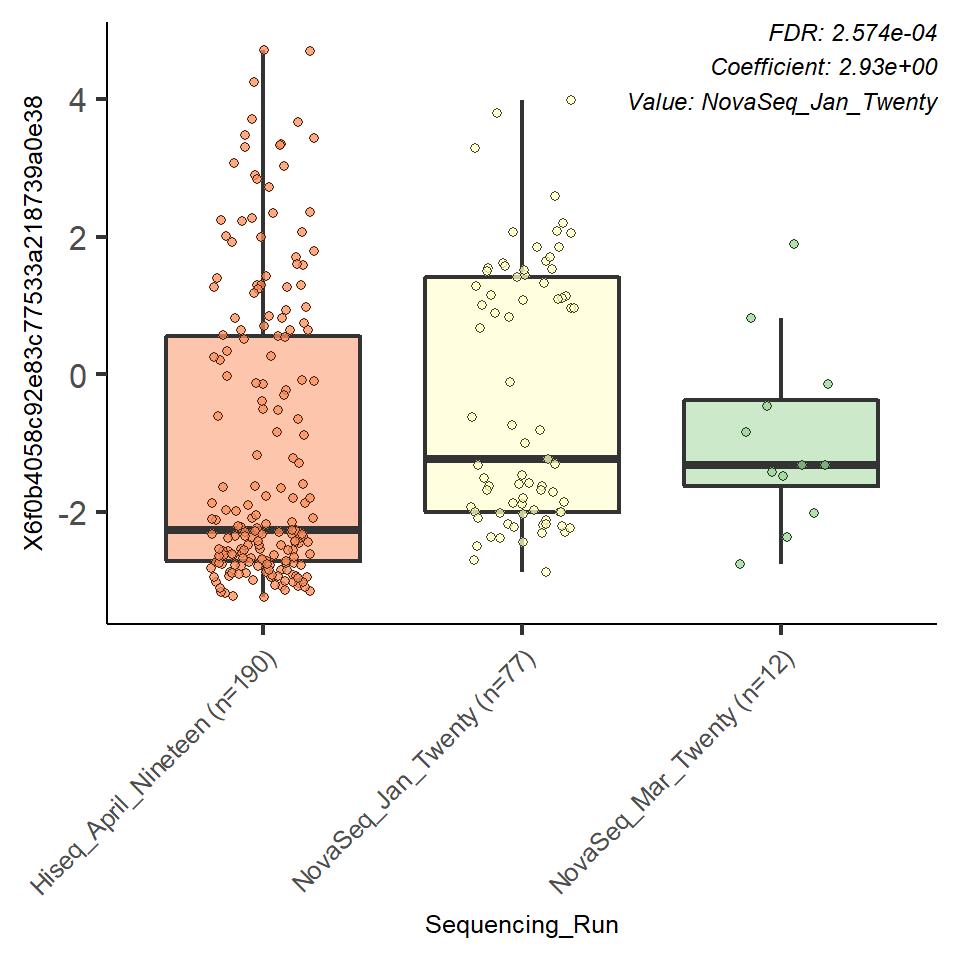 FDR: 2.574e-04
Coefficient: 2.93e+00
Value: NovaSeq_Jan_Twenty
X6f0b4058c92e83c77533a218739a0e38
4
2
0
-2
Hiseq_April_Nineteen (n=190)
NovaSeq_Jan_Twenty (n=77)
NovaSeq_Mar_Twenty (n=12)
Sequencing_Run